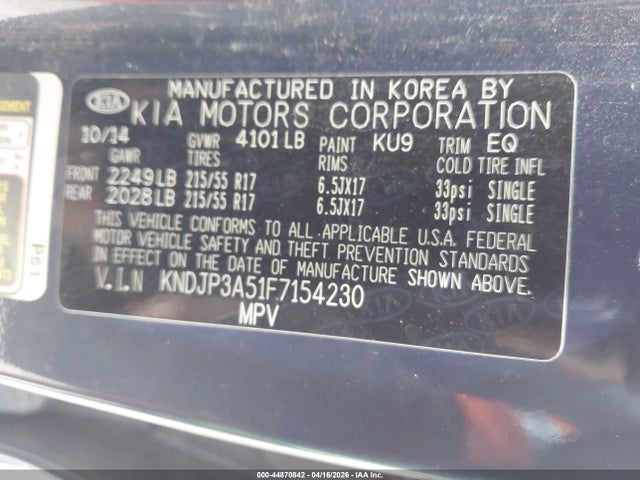 MANUFACTURED IN KOREA BY
KIA KIA MOTORS CORPORATION
10/14 GVWR 4101LB PAINT KU9 TRIM EQ
GAWR TIRES RIMS COLD TIRE INFL
FRONT 2249LB 215/55 R17 6.5JX17 33psi SINGLE
REAR 2028LB 215/55 R17 6.5JX17 33psi SINGLE
THIS VEHICLE CONFORMS TO ALL APPLICABLE U.S.A. FEDERAL
MOTOR VEHICLE SAFETY AND THEFT PREVENTION STANDARDS
IN EFFECT ON THE DATE OF MANUFACTURE SHOWN ABOVE.
V.I.N KNDJP3A51F7154230
MPV
P61
000-44870842 - 04/16/2026 - IAA Inc.